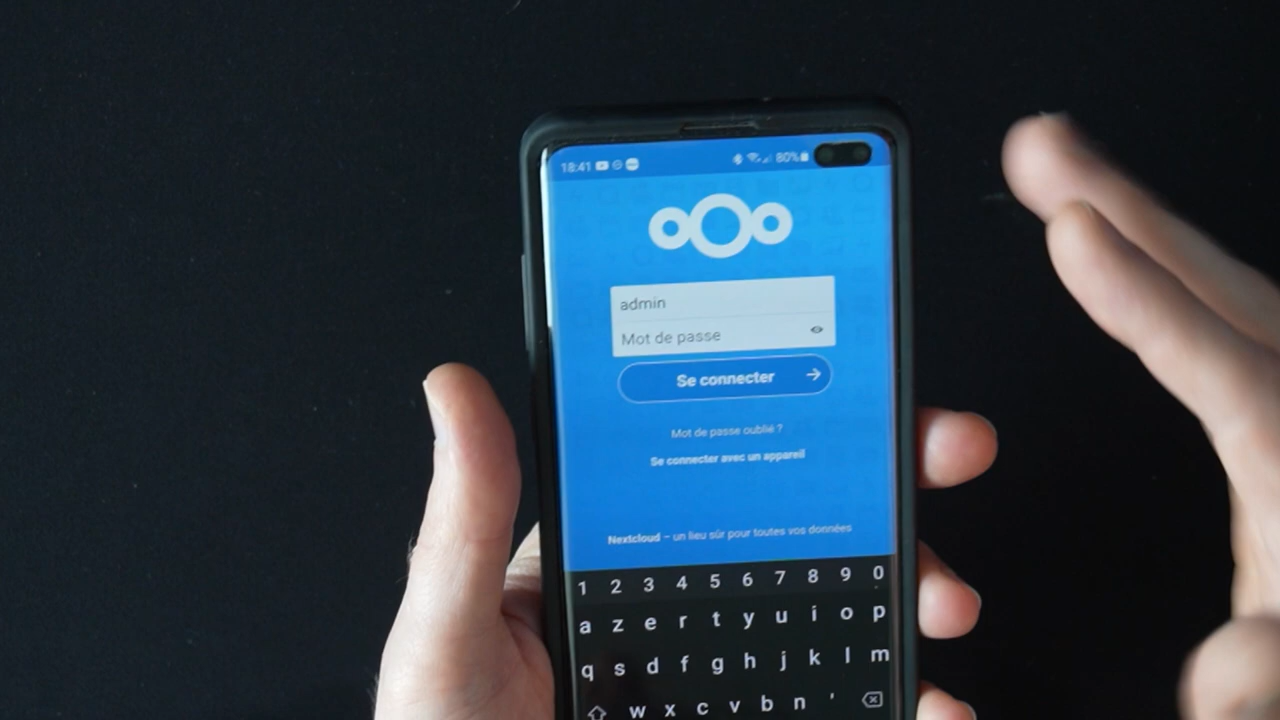 18:41 80%
admin
Mot de passe
Se connecter
Mot de passe oublié ?
Se connecter avec un appareil
Nextcloud – un lieu sûr pour toutes vos données
1 2 3 4 5 6 7 8 9 0
a z e r t y u i o p
q s d f g h j k l m
w x c v b n '